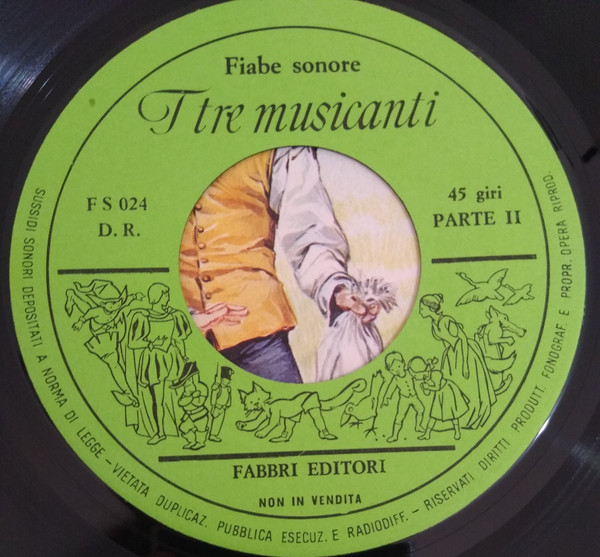 Fiabe sonore
I tre musicanti
F S 024
D. R.
45 giri
PARTE II
FABBRI EDITORI
NON IN VENDITA
SUSSIDI SONORI DEPOSITATI A NORMA DI LEGGE - VIETATA DUPLICAZ. PUBBLICA ESECUZ. E RADIODIFF. - RISERVATI DIRITTI PRODUTT. FONOGRAF. E PROPR. OPERA RIPROD.